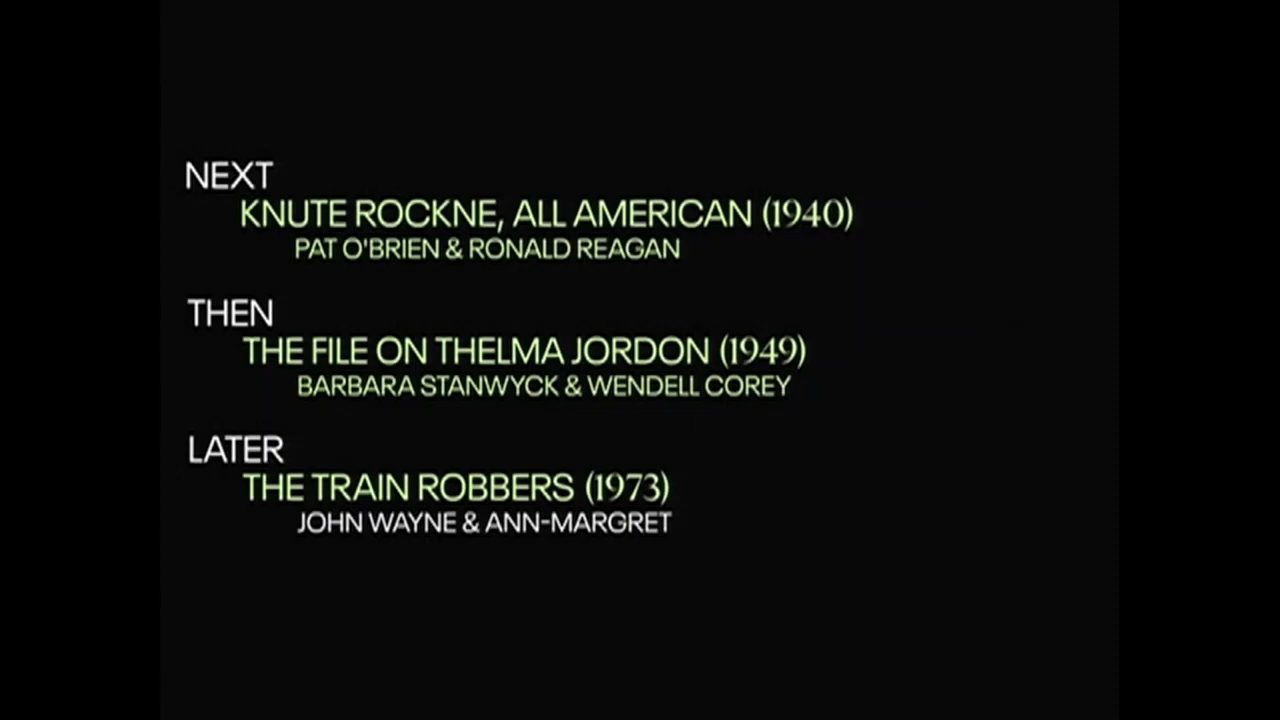 NEXT
KNUTE ROCKNE, ALL AMERICAN (1940)
PAT O'BRIEN & RONALD REAGAN
THEN
THE FILE ON THELMA JORDON (1949)
BARBARA STANWYCK & WENDELL COREY
LATER
THE TRAIN ROBBERS (1973)
JOHN WAYNE & ANN-MARGRET